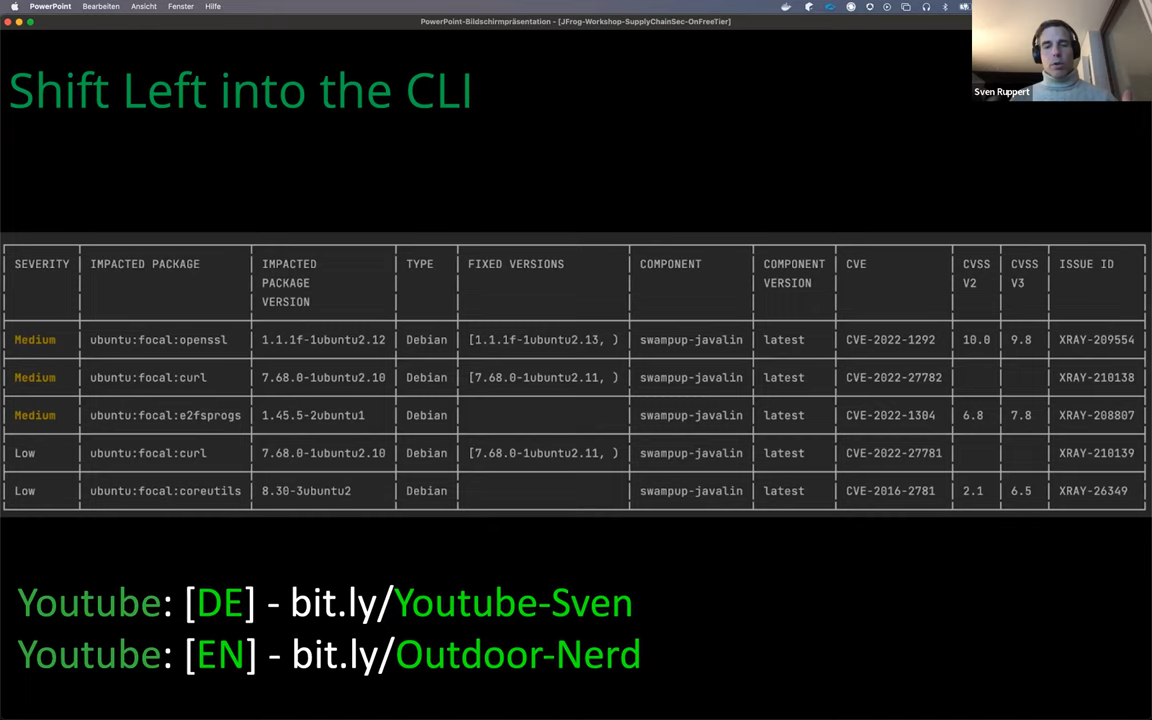 PowerPoint Bearbeiten Ansicht Fenster Hilfe
PowerPoint-Bildschirmpräsentation - [JFrog-Workshop-SupplyChainSec-OnFreeTier]
Sven Ruppert
Shift Left into the CLI
SEVERITY IMPACTED PACKAGE IMPACTED PACKAGE VERSION TYPE FIXED VERSIONS COMPONENT COMPONENT VERSION CVE CVSS V2 CVSS V3 ISSUE ID
Medium ubuntu:focal:openssl 1.1.1f-1ubuntu2.12 Debian [1.1.1f-1ubuntu2.13, ) swampup-javalin latest CVE-2022-1292 10.0 9.8 XRAY-209554
Medium ubuntu:focal:curl 7.68.0-1ubuntu2.10 Debian [7.68.0-1ubuntu2.11, ) swampup-javalin latest CVE-2022-27782 XRAY-210138
Medium ubuntu:focal:e2fsprogs 1.45.5-2ubuntu1 Debian swampup-javalin latest CVE-2022-1304 6.8 7.8 XRAY-208807
Low ubuntu:focal:curl 7.68.0-1ubuntu2.10 Debian [7.68.0-1ubuntu2.11, ) swampup-javalin latest CVE-2022-27781 XRAY-210139
Low ubuntu:focal:coreutils 8.30-3ubuntu2 Debian swampup-javalin latest CVE-2016-2781 2.1 6.5 XRAY-26349
Youtube: [DE] - bit.ly/Youtube-Sven
Youtube: [EN] - bit.ly/Outdoor-Nerd